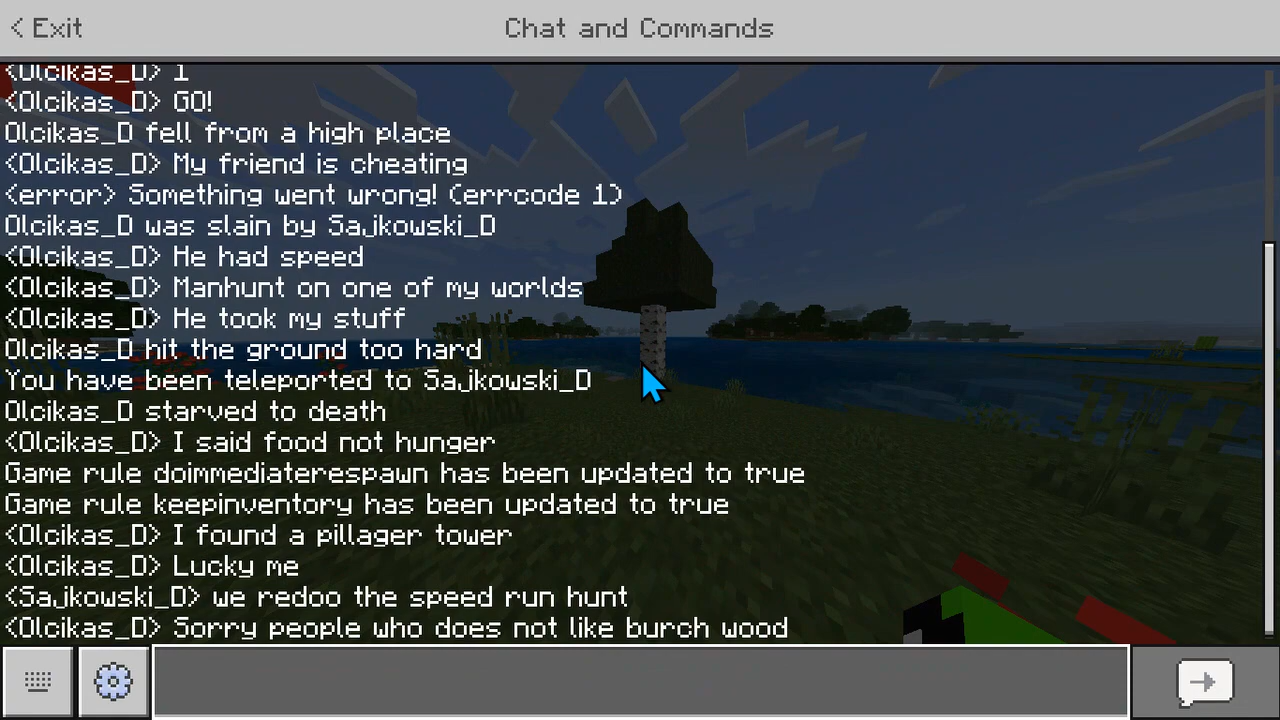 < Exit
Chat and Commands
<Olcikas_D> 1
<Olcikas_D> GO!
Olcikas_D fell from a high place
<Olcikas_D> My friend is cheating
<error> Something went wrong! (errcode 1)
Olcikas_D was slain by Sajkowski_D
<Olcikas_D> He had speed
<Olcikas_D> Manhunt on one of my worlds
<Olcikas_D> He took my stuff
Olcikas_D hit the ground too hard
You have been teleported to Sajkowski_D
Olcikas_D starved to death
<Olcikas_D> I said food not hunger
Game rule doimmediaterespawn has been updated to true
Game rule keepinventory has been updated to true
<Olcikas_D> I found a pillager tower
<Olcikas_D> Lucky me
<Sajkowski_D> we redoo the speed run hunt
<Olcikas_D> Sorry people who does not like burch wood